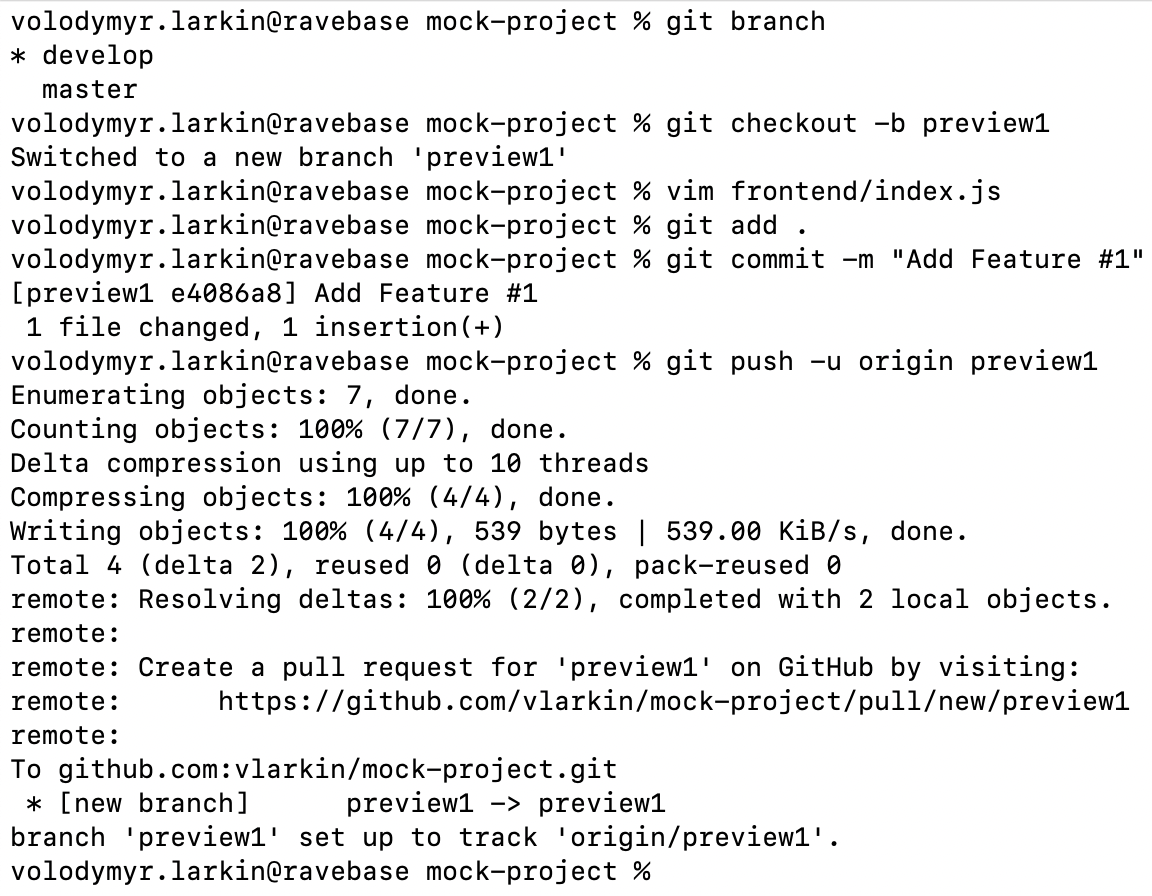 volodymyr.larkin@ravebase mock-project % git branch
* develop
  master
volodymyr.larkin@ravebase mock-project % git checkout -b preview1
Switched to a new branch 'preview1'
volodymyr.larkin@ravebase mock-project % vim frontend/index.js
volodymyr.larkin@ravebase mock-project % git add .
volodymyr.larkin@ravebase mock-project % git commit -m "Add Feature #1"
[preview1 e4086a8] Add Feature #1
 1 file changed, 1 insertion(+)
volodymyr.larkin@ravebase mock-project % git push -u origin preview1
Enumerating objects: 7, done.
Counting objects: 100% (7/7), done.
Delta compression using up to 10 threads
Compressing objects: 100% (4/4), done.
Writing objects: 100% (4/4), 539 bytes | 539.00 KiB/s, done.
Total 4 (delta 2), reused 0 (delta 0), pack-reused 0
remote: Resolving deltas: 100% (2/2), completed with 2 local objects.
remote:
remote: Create a pull request for 'preview1' on GitHub by visiting:
remote:      https://github.com/vlarkin/mock-project/pull/new/preview1
remote:
To github.com:vlarkin/mock-project.git
 * [new branch]      preview1 -> preview1
branch 'preview1' set up to track 'origin/preview1'.
volodymyr.larkin@ravebase mock-project %